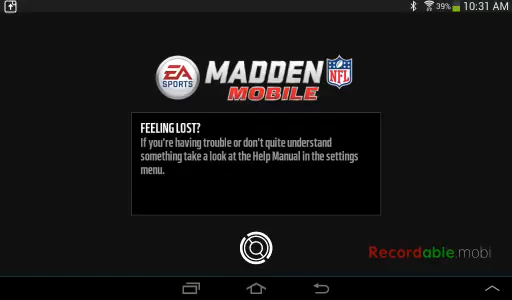 39% 10:31 AM
EA SPORTS MADDEN NFL
MOBILE
FEELING LOST?
If you're having trouble or don't quite understand
something take a look at the Help Manual in the settings
menu.
Recordable.mobi